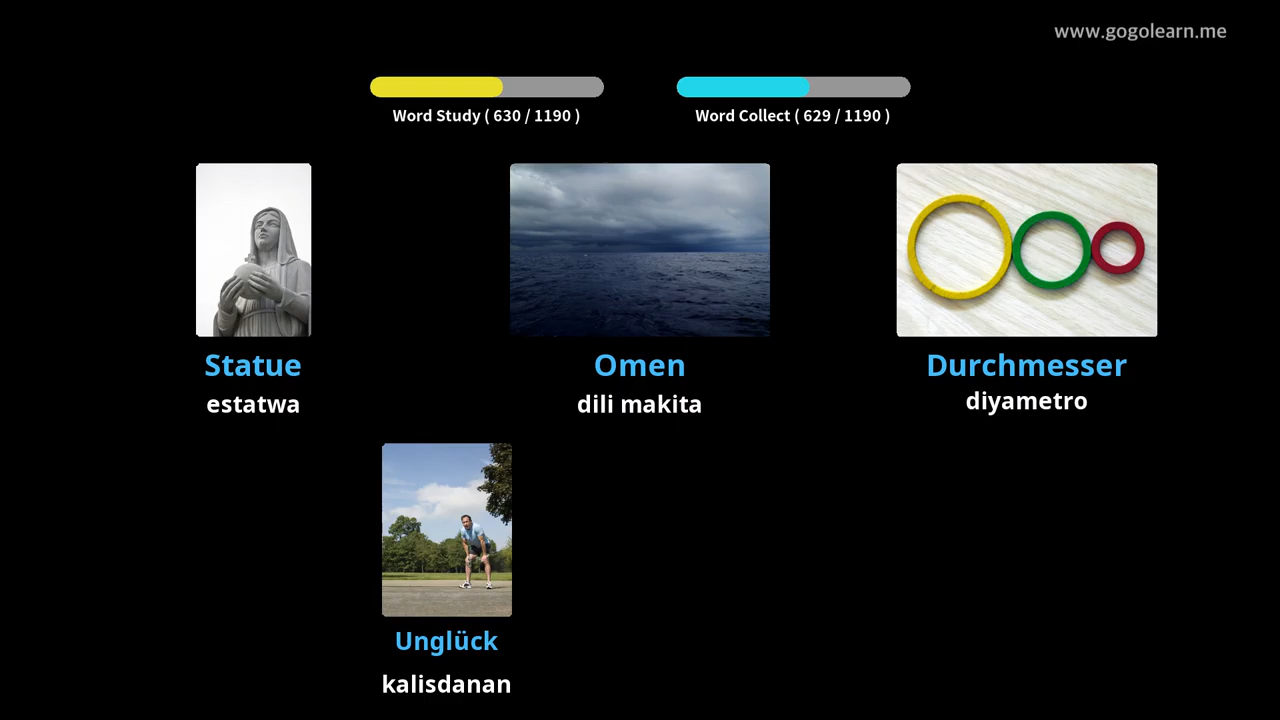 www.gogolearn.me
Word Study ( 630 / 1190 )
Word Collect ( 629 / 1190 )
Statue
estatwa
Omen
dili makita
Durchmesser
diyametro
Unglück
kalisdanan